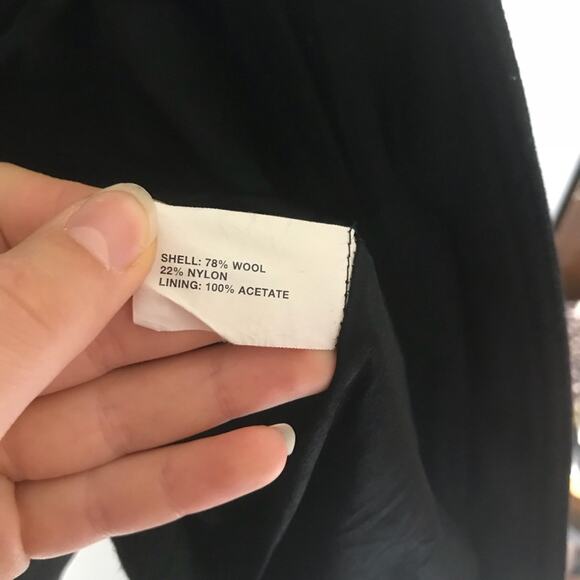 SHELL: 78% WOOL
22% NYLON
LINING: 100% ACETATE